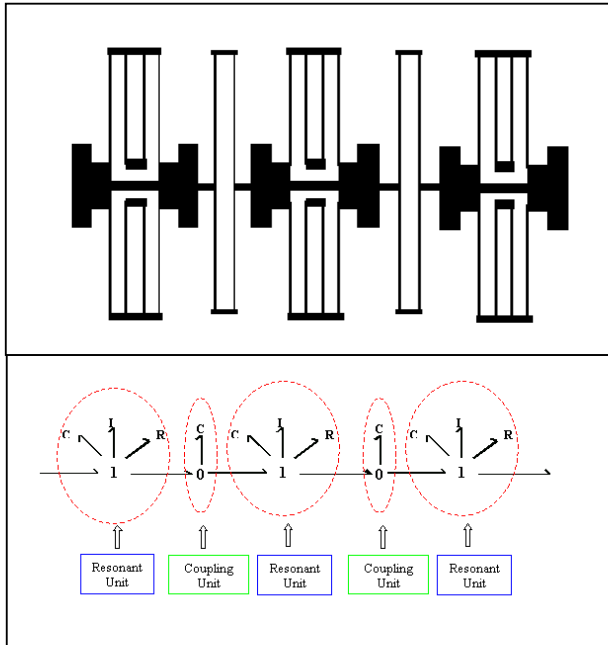 I I I
C R C C R C C R
1 0 1 0 1
Resonant Coupling Resonant Coupling Resonant
Unit Unit Unit Unit Unit